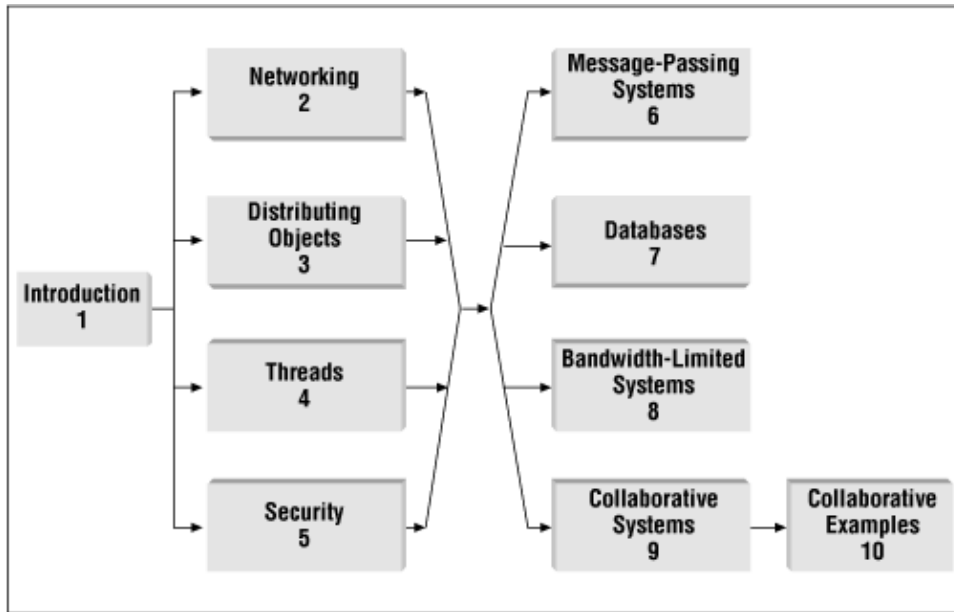 Introduction
1
Networking
2
Distributing
Objects
3
Threads
4
Security
5
Message-Passing
Systems
6
Databases
7
Bandwidth-Limited
Systems
8
Collaborative
Systems
9
Collaborative
Examples
10